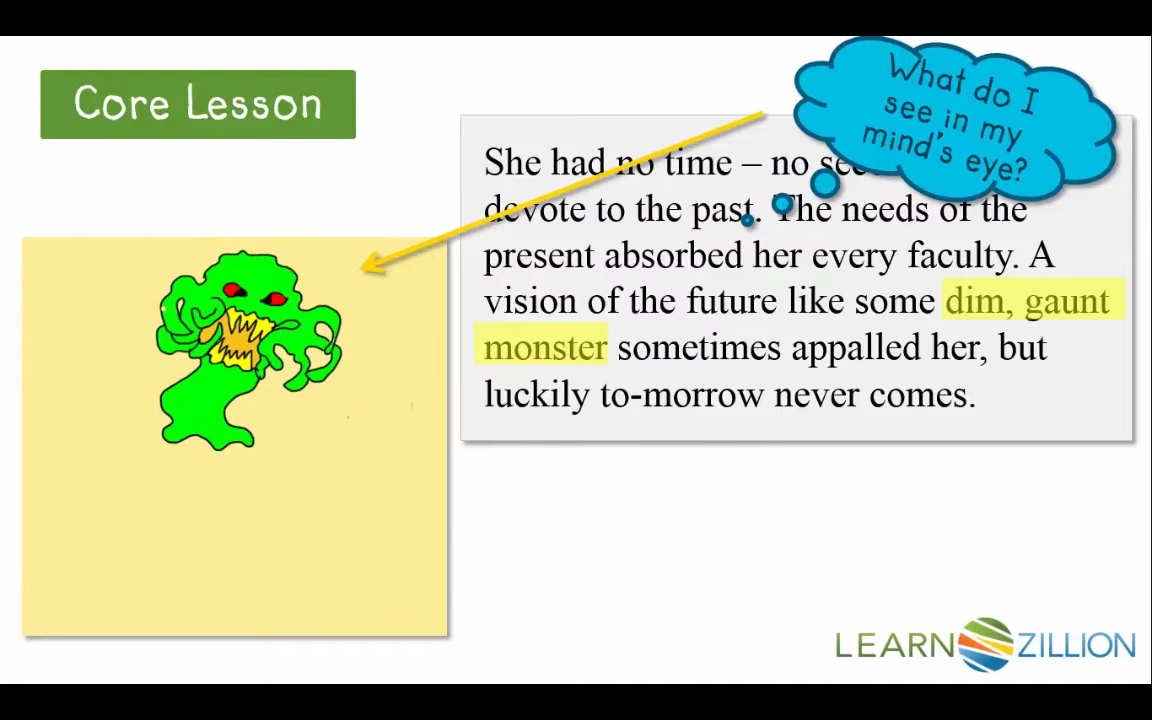 Core Lesson
What do I
see in my
mind's eye?
She had no time – no
devote to the past. The needs of the
present absorbed her every faculty. A
vision of the future like some dim, gaunt
monster sometimes appalled her, but
luckily to-morrow never comes.
LEARN ZILLION